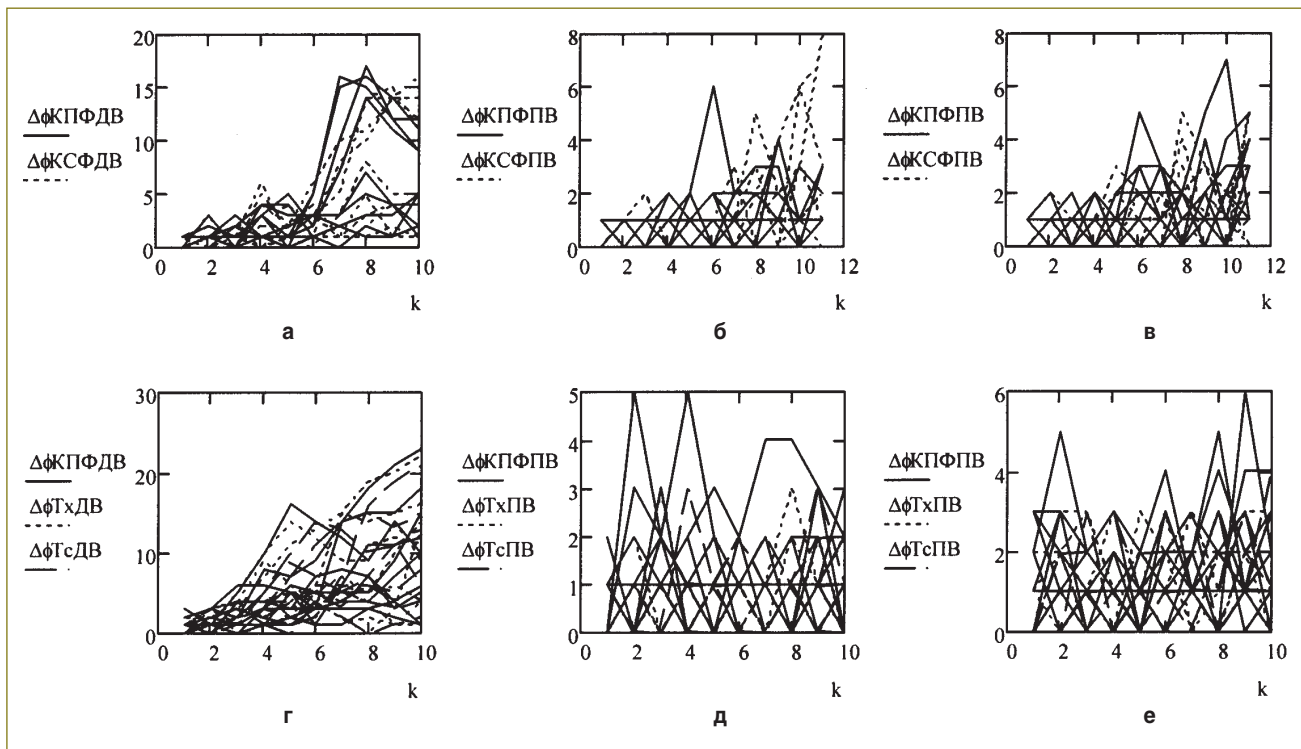 20
15
10
5
0
0 2 4 6 8 10
k
ΔϕКПФДВ
ΔϕКСФДВ
а
8
6
4
2
0
0 2 4 6 8 10 12
k
ΔϕКПФПВ
ΔϕКСФПВ
б
8
6
4
2
0
0 2 4 6 8 10 12
k
ΔϕКПФПВ
ΔϕКСФПВ
в
30
20
10
0
0 2 4 6 8 10
k
ΔϕКПФДВ
ΔϕТхДВ
ΔϕТсДВ
г
5
4
3
2
1
0
0 2 4 6 8 10
k
ΔϕКПФПВ
ΔϕТхПВ
ΔϕТсПВ
д
6
4
2
0
0 2 4 6 8 10
k
ΔϕКПФПВ
ΔϕТхПВ
ΔϕТсПВ
е